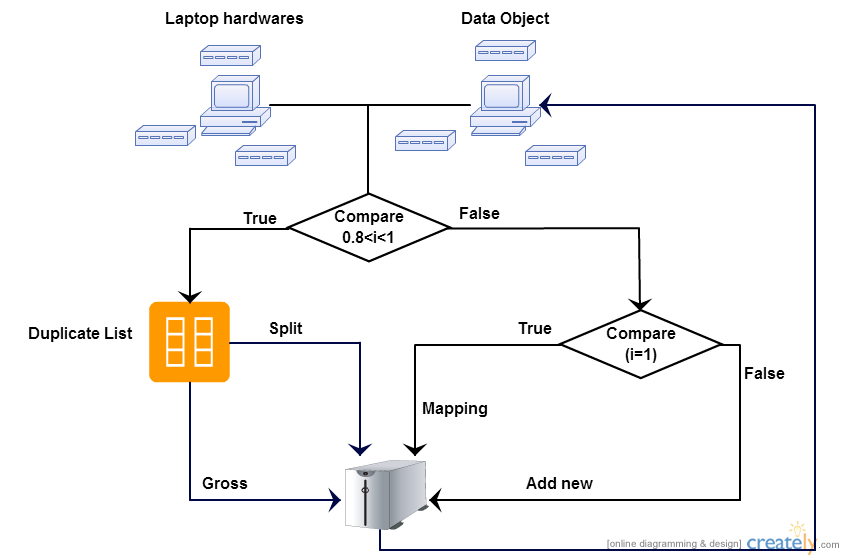 Laptop hardwares
Data Object
True
Compare
0.8<i<1
False
Duplicate List
Split
True
Compare
(i=1)
False
Mapping
Gross
Add new
[online diagramming & design] creately.com